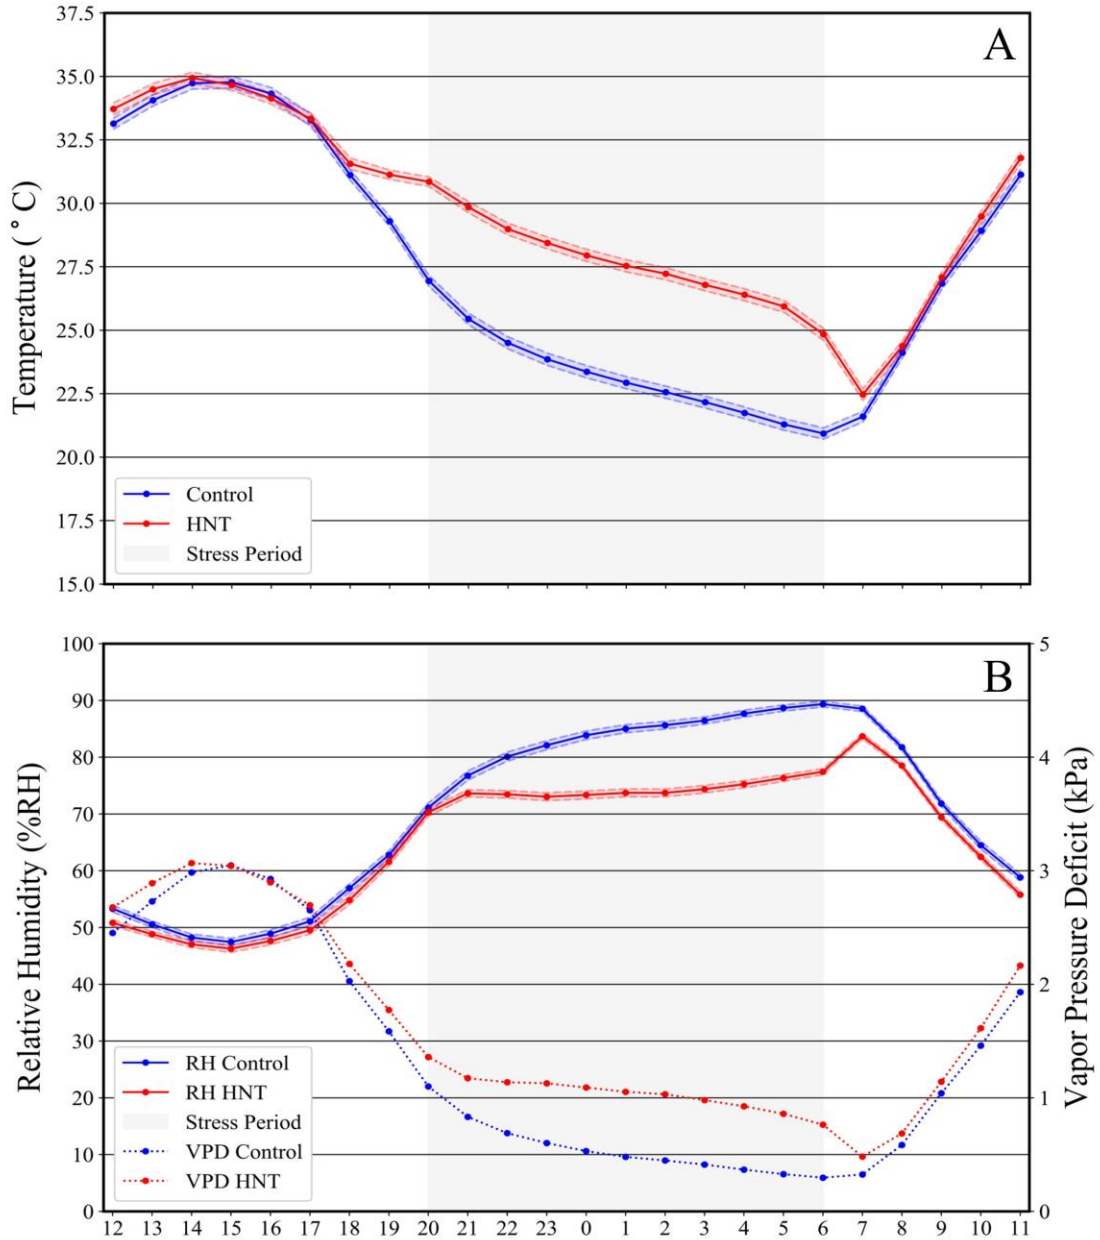 A
37.5
35.0
32.5
30.0
27.5
25.0
22.5
20.0
17.5
15.0
Temperature ( ° C)
Control
HNT
Stress Period
B
100
90
80
70
60
50
40
30
20
10
0
Relative Humidity (%RH)
5
4
3
2
1
0
Vapor Pressure Deficit (kPa)
RH Control
RH HNT
Stress Period
VPD Control
VPD HNT
12 13 14 15 16 17 18 19 20 21 22 23 0 1 2 3 4 5 6 7 8 9 10 11